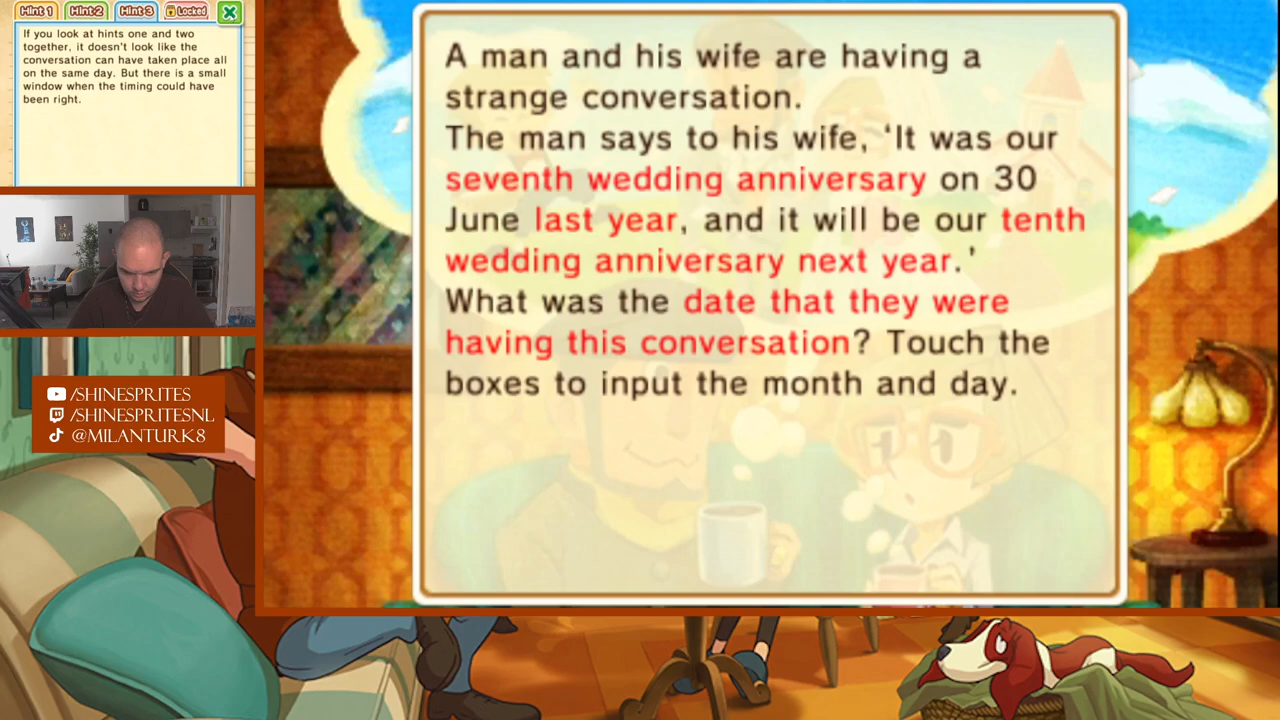 Hint 1 Hint 2 Hint 3 Locked
If you look at hints one and two
together, it doesn't look like the
conversation can have taken place all
on the same day. But there is a small
window when the timing could have
been right.
A man and his wife are having a
strange conversation.
The man says to his wife, ‘It was our
seventh wedding anniversary on 30
June last year, and it will be our tenth
wedding anniversary next year.’
What was the date that they were
having this conversation? Touch the
boxes to input the month and day.
/SHINESPRITES
/SHINESPRITESNL
@MILANTURK8